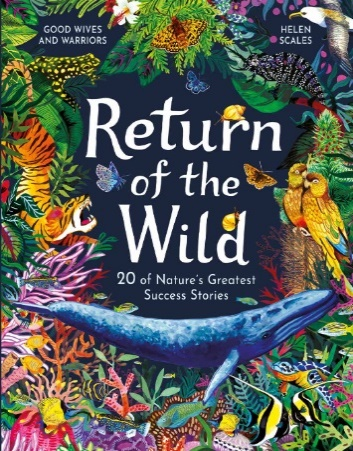 GOOD WIVES
AND WARRIORS
HELEN
SCALES
Return
of the
Wild
20 of Nature's Greatest
Success Stories